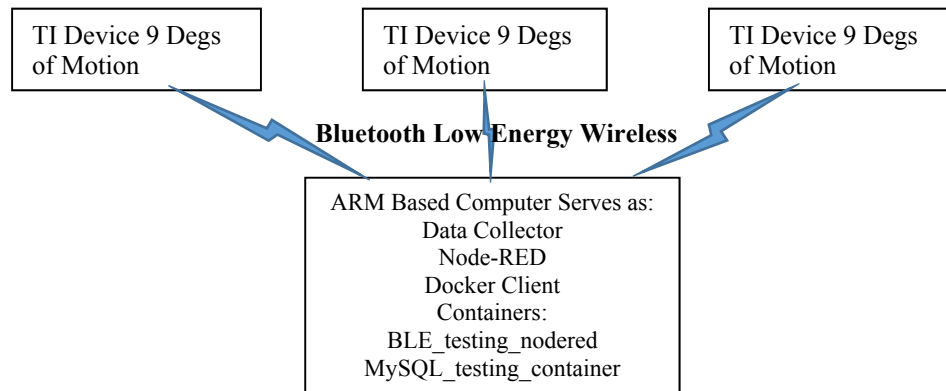 TI Device 9 Degs
of Motion
TI Device 9 Degs
of Motion
TI Device 9 Degs
of Motion
Bluetooth Low Energy Wireless
ARM Based Computer Serves as:
Data Collector
Node-RED
Docker Client
Containers:
BLE_testing_nodered
MySQL_testing_container